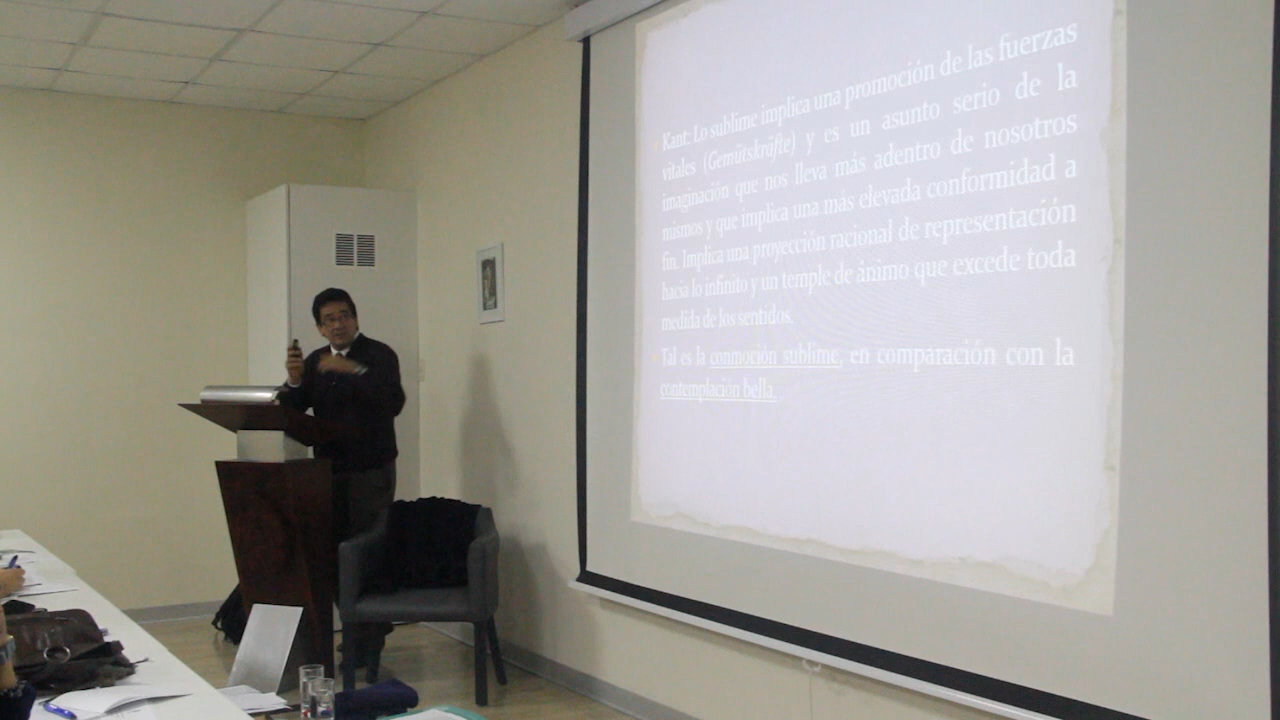 Kant: Lo sublime implica una promoción de las fuerzas
vitales (Gemütskräfte) y es un asunto serio de la
imaginación que nos lleva más adentro de nosotros
mismos y que implica una más elevada conformidad a
fin. Implica una proyección racional de representación
hacia lo infinito y un temple de ánimo que excede toda
medida de los sentidos.
Tal es la conmoción sublime, en comparación con la
contemplación bella.